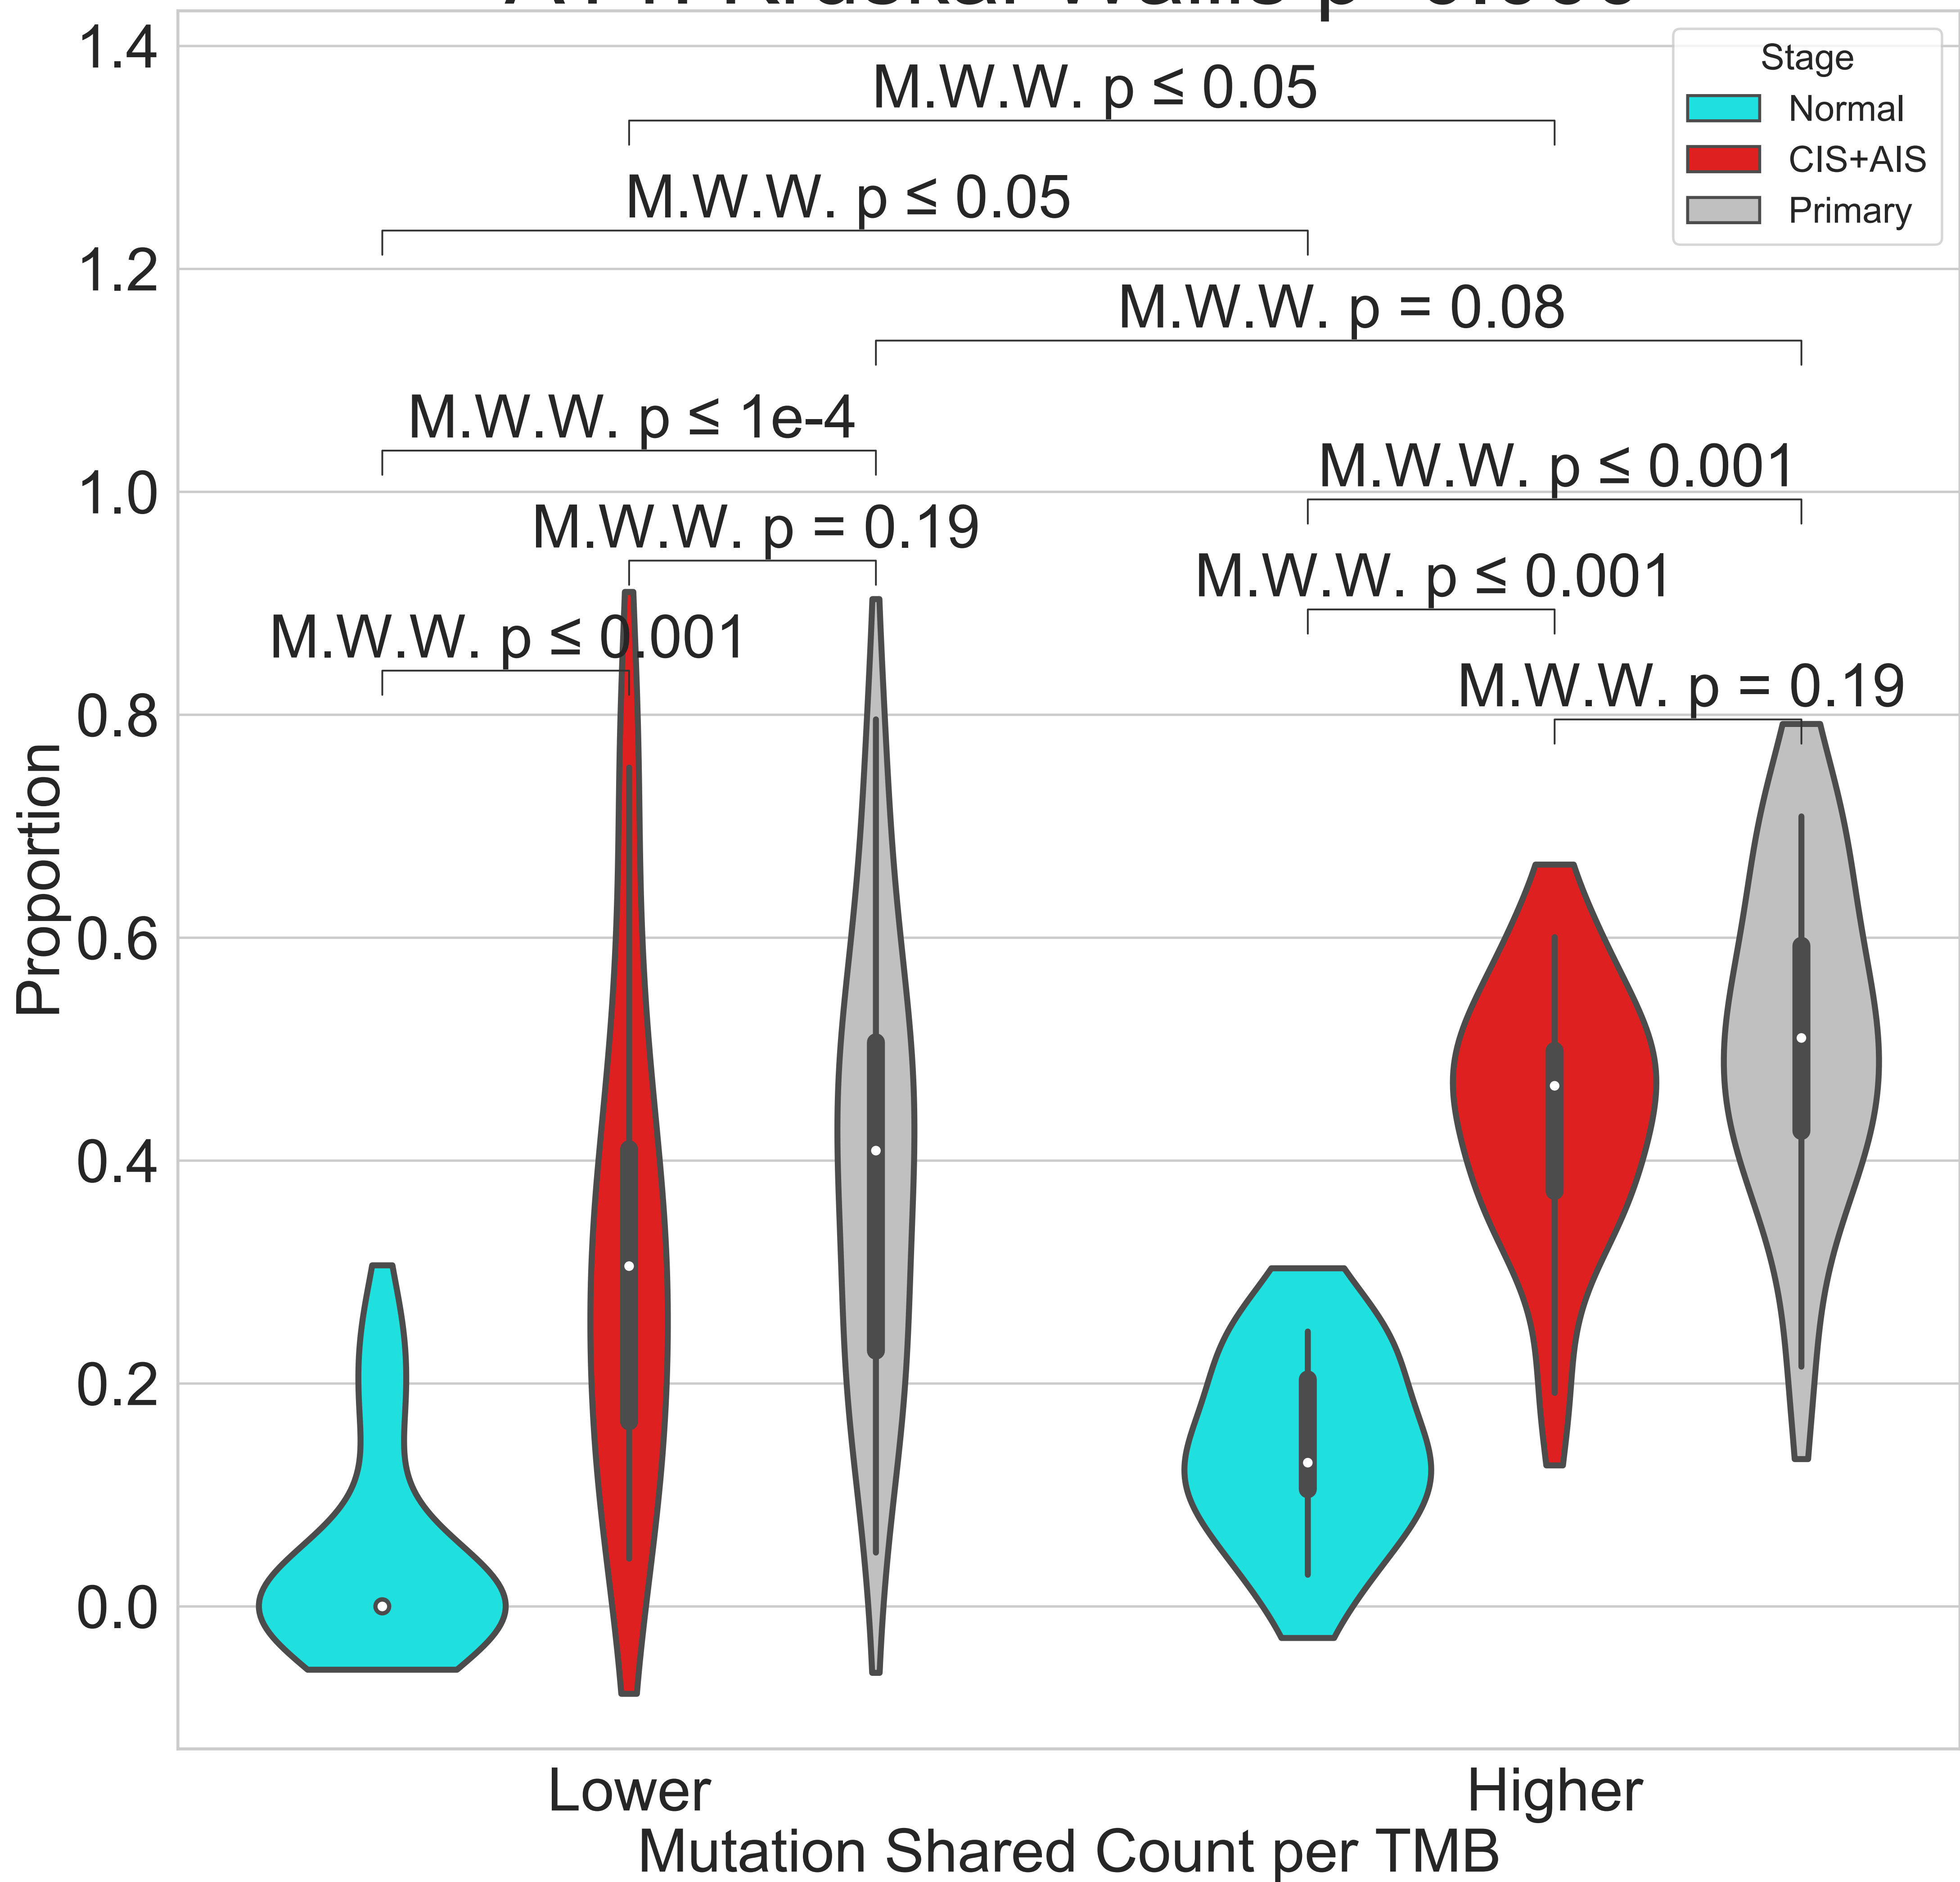 1.4
1.2
1.0
0.8
0.6
0.4
0.2
0.0
Proportion
M.W.W. p ≤ 0.05
M.W.W. p ≤ 0.05
M.W.W. p = 0.08
M.W.W. p ≤ 1e-4
M.W.W. p ≤ 0.001
M.W.W. p = 0.19
M.W.W. p ≤ 0.001
M.W.W. p ≤ 0.001
M.W.W. p = 0.19
Stage
Normal
CIS+AIS
Primary
Lower
Higher
Mutation Shared Count per TMB